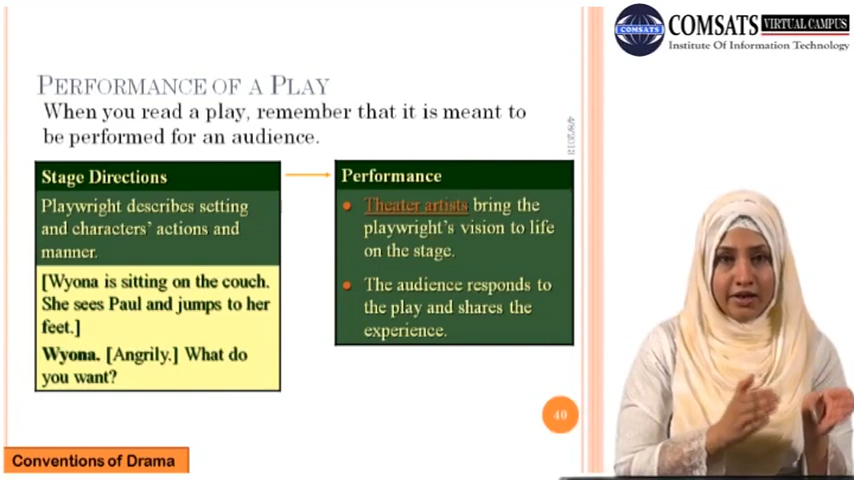 COMSATS VIRTUAL CAMPUS
COMSATS
Institute Of Information Technology
PERFORMANCE OF A PLAY
When you read a play, remember that it is meant to
be performed for an audience.
Stage Directions
Playwright describes setting
and characters' actions and
manner.
[Wyona is sitting on the couch.
She sees Paul and jumps to her
feet.]
Wyona. [Angrily.] What do
you want?
Performance
Theater artists bring the
playwright's vision to life
on the stage.
The audience responds to
the play and shares the
experience.
40
Conventions of Drama